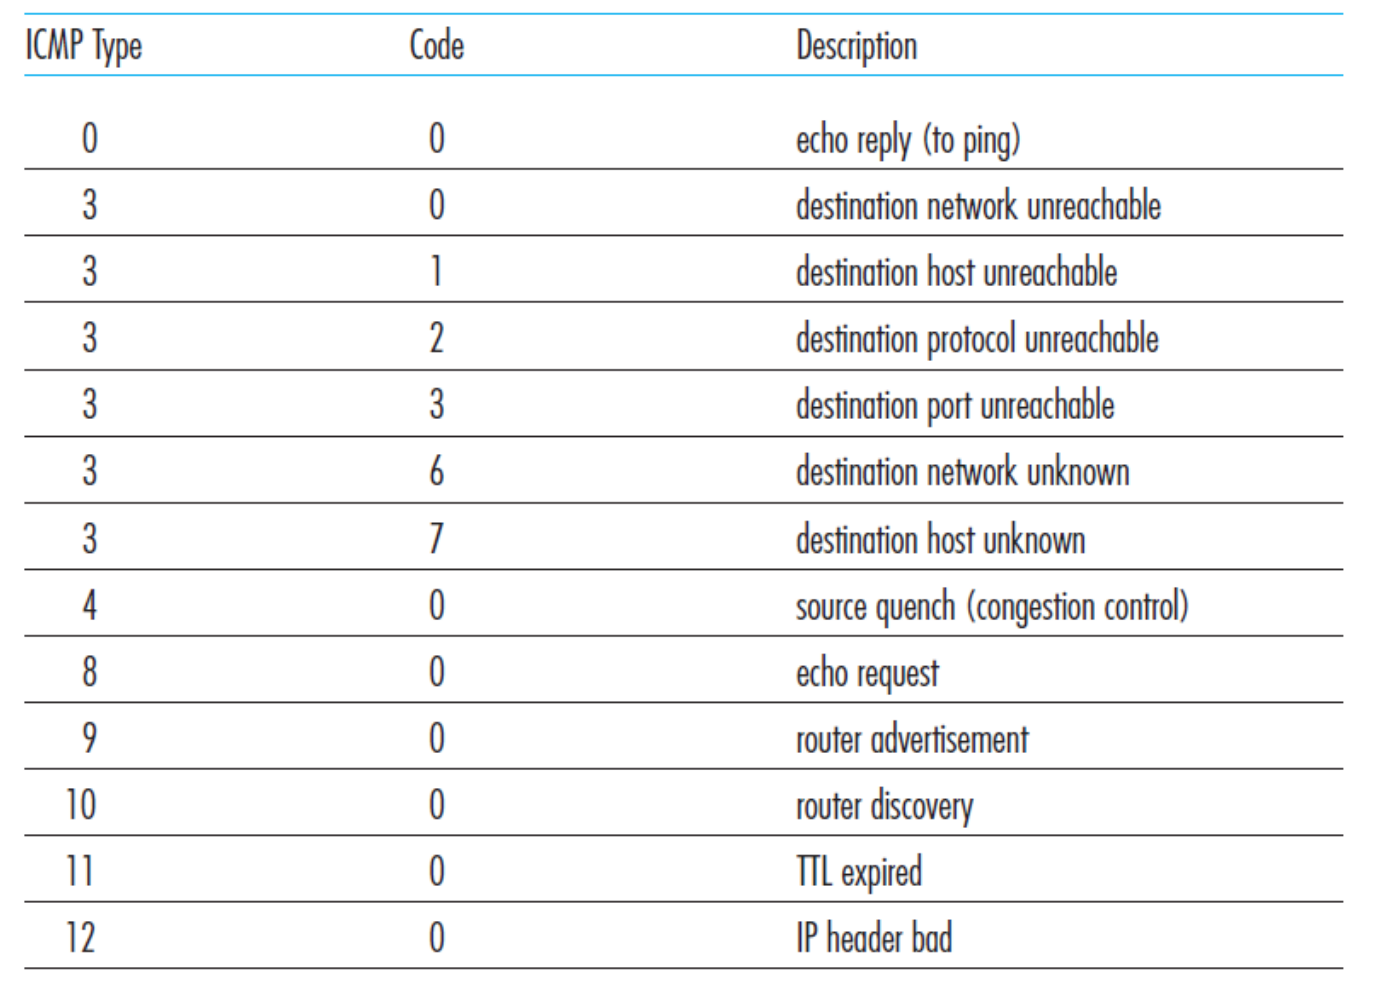 ICMP Type Code Description
0 0 echo reply (to ping)
3 0 destination network unreachable
3 1 destination host unreachable
3 2 destination protocol unreachable
3 3 destination port unreachable
3 6 destination network unknown
3 7 destination host unknown
4 0 source quench (congestion control)
8 0 echo request
9 0 router advertisement
10 0 router discovery
11 0 TTL expired
12 0 IP header bad